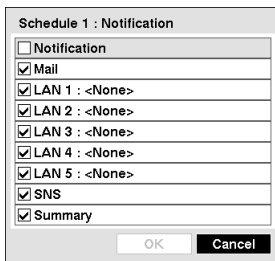 Schedule 1 : Notification
Notification
Mail
LAN 1 : <None>
LAN 2 : <None>
LAN 3 : <None>
LAN 4 : <None>
LAN 5 : <None>
SNS
Summary
OK Cancel